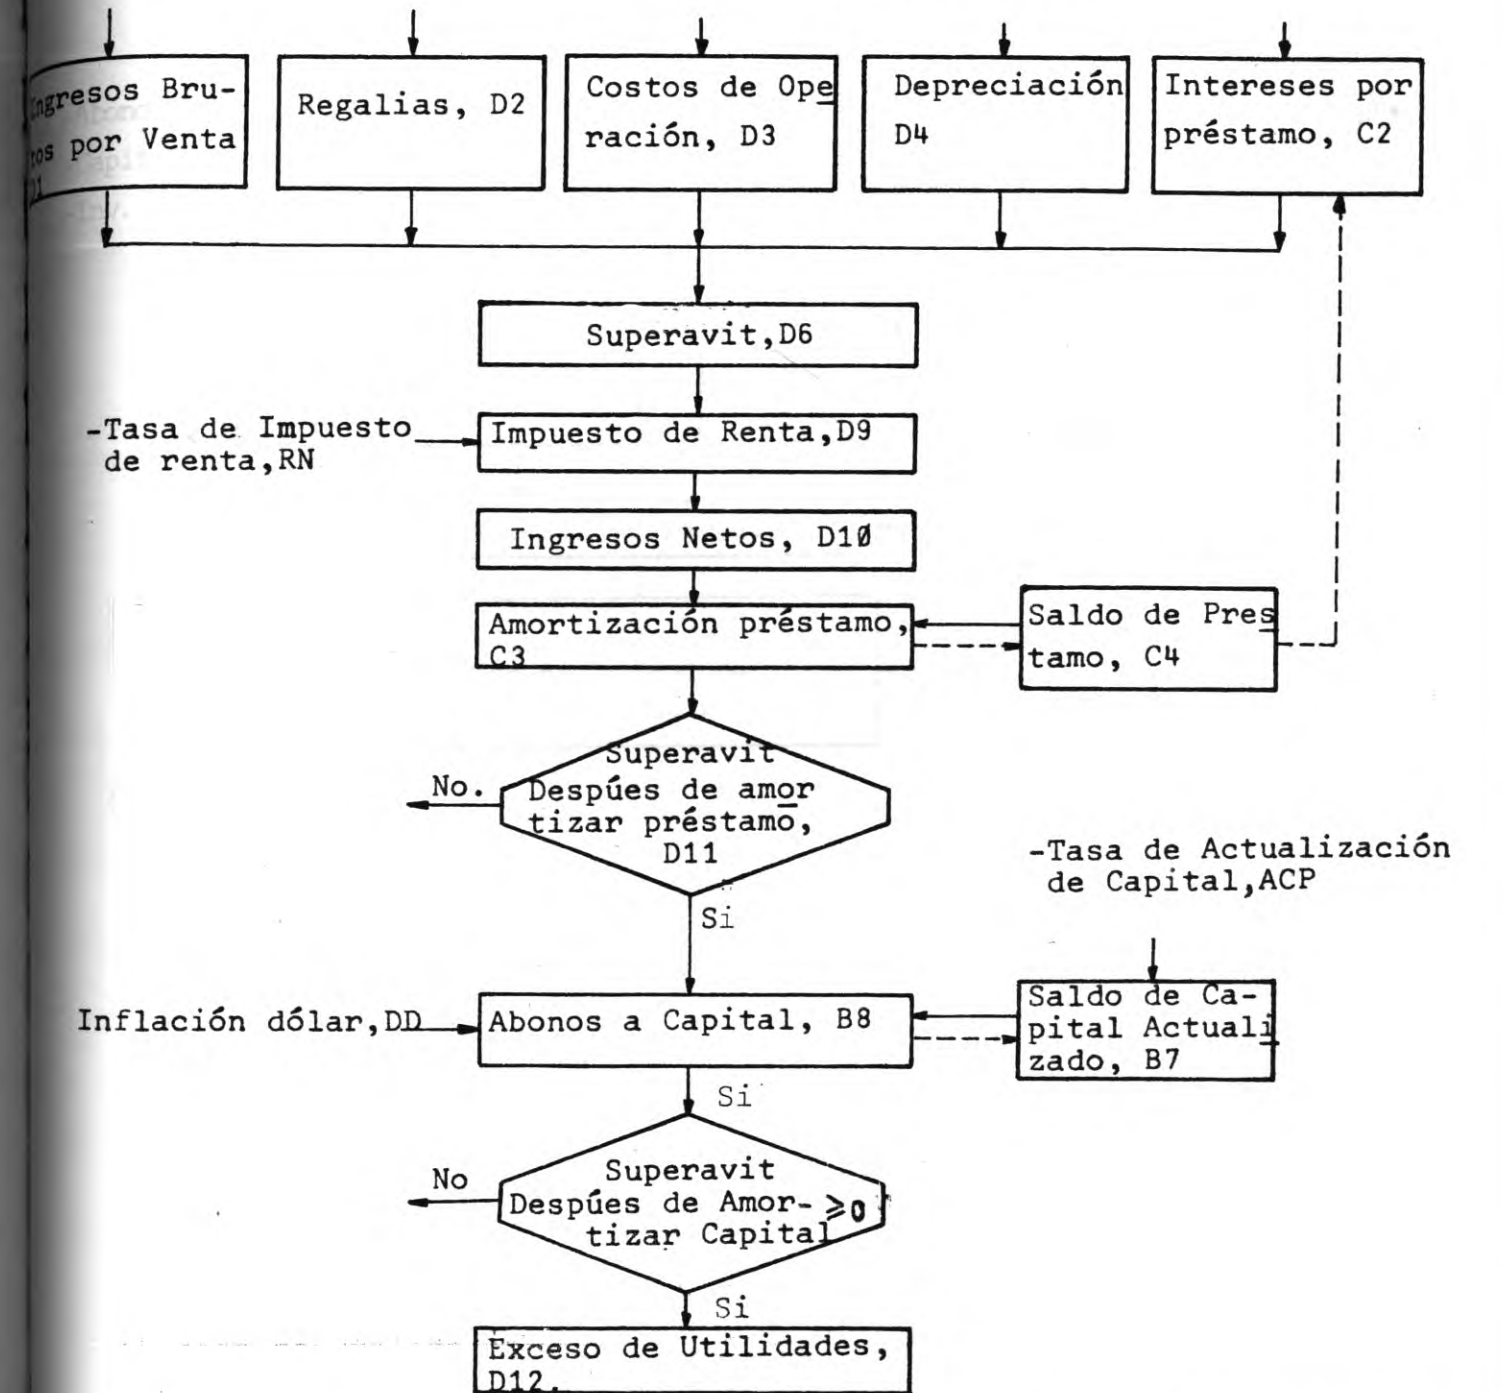 Ingresos Bru-
tos por Venta
D1
Regalias, D2
Costos de Ope
ración, D3
Depreciación
D4
Intereses por
préstamo, C2
Superavit,D6
-Tasa de Impuesto
de renta,RN
Impuesto de Renta,D9
Ingresos Netos, D10
Amortización préstamo,
C3
Saldo de Pres
tamo, C4
Superavit
Despúes de amor
tizar préstamo,
D11
No.
Si
-Tasa de Actualización
de Capital,ACP
Inflación dólar,DD
Abonos a Capital, B8
Saldo de Ca-
pital Actuali
zado, B7
Si
Superavit
Despúes de Amor- ≥0
tizar Capital
No
Si
Exceso de Utilidades,
D12.